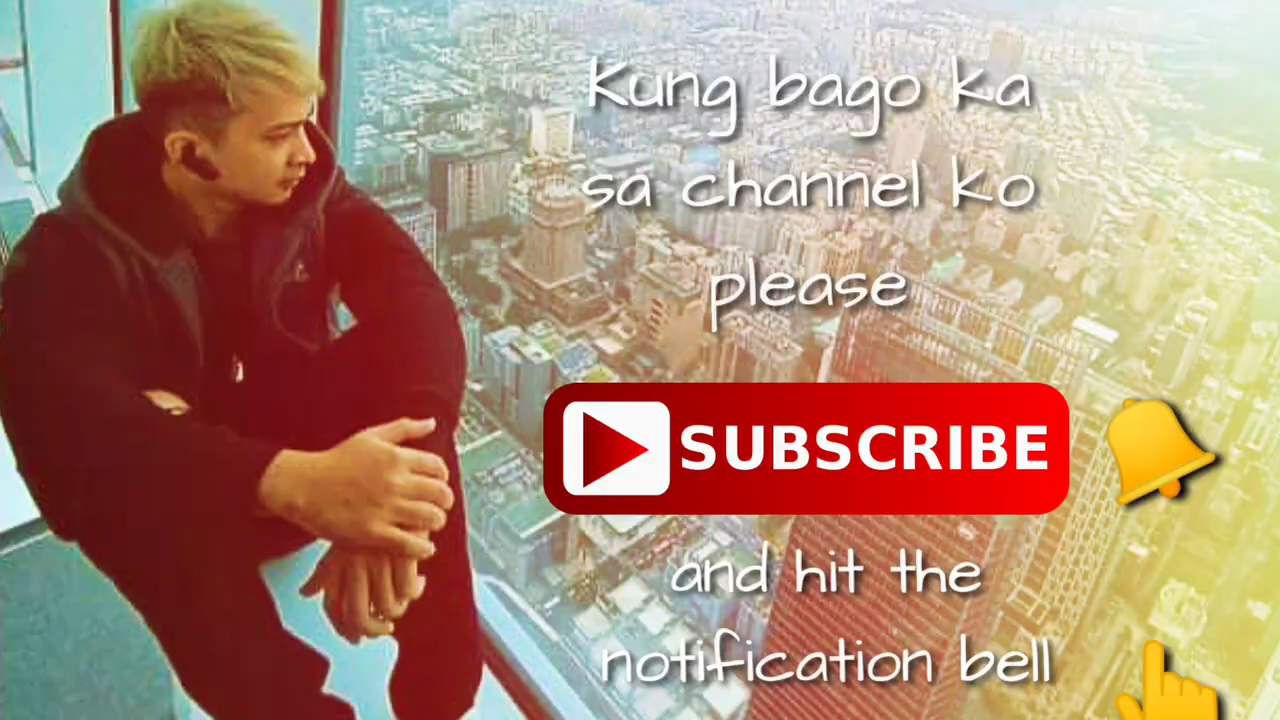 Kung bago ka
sa channel ko
please
SUBSCRIBE
and hit the
notification bell